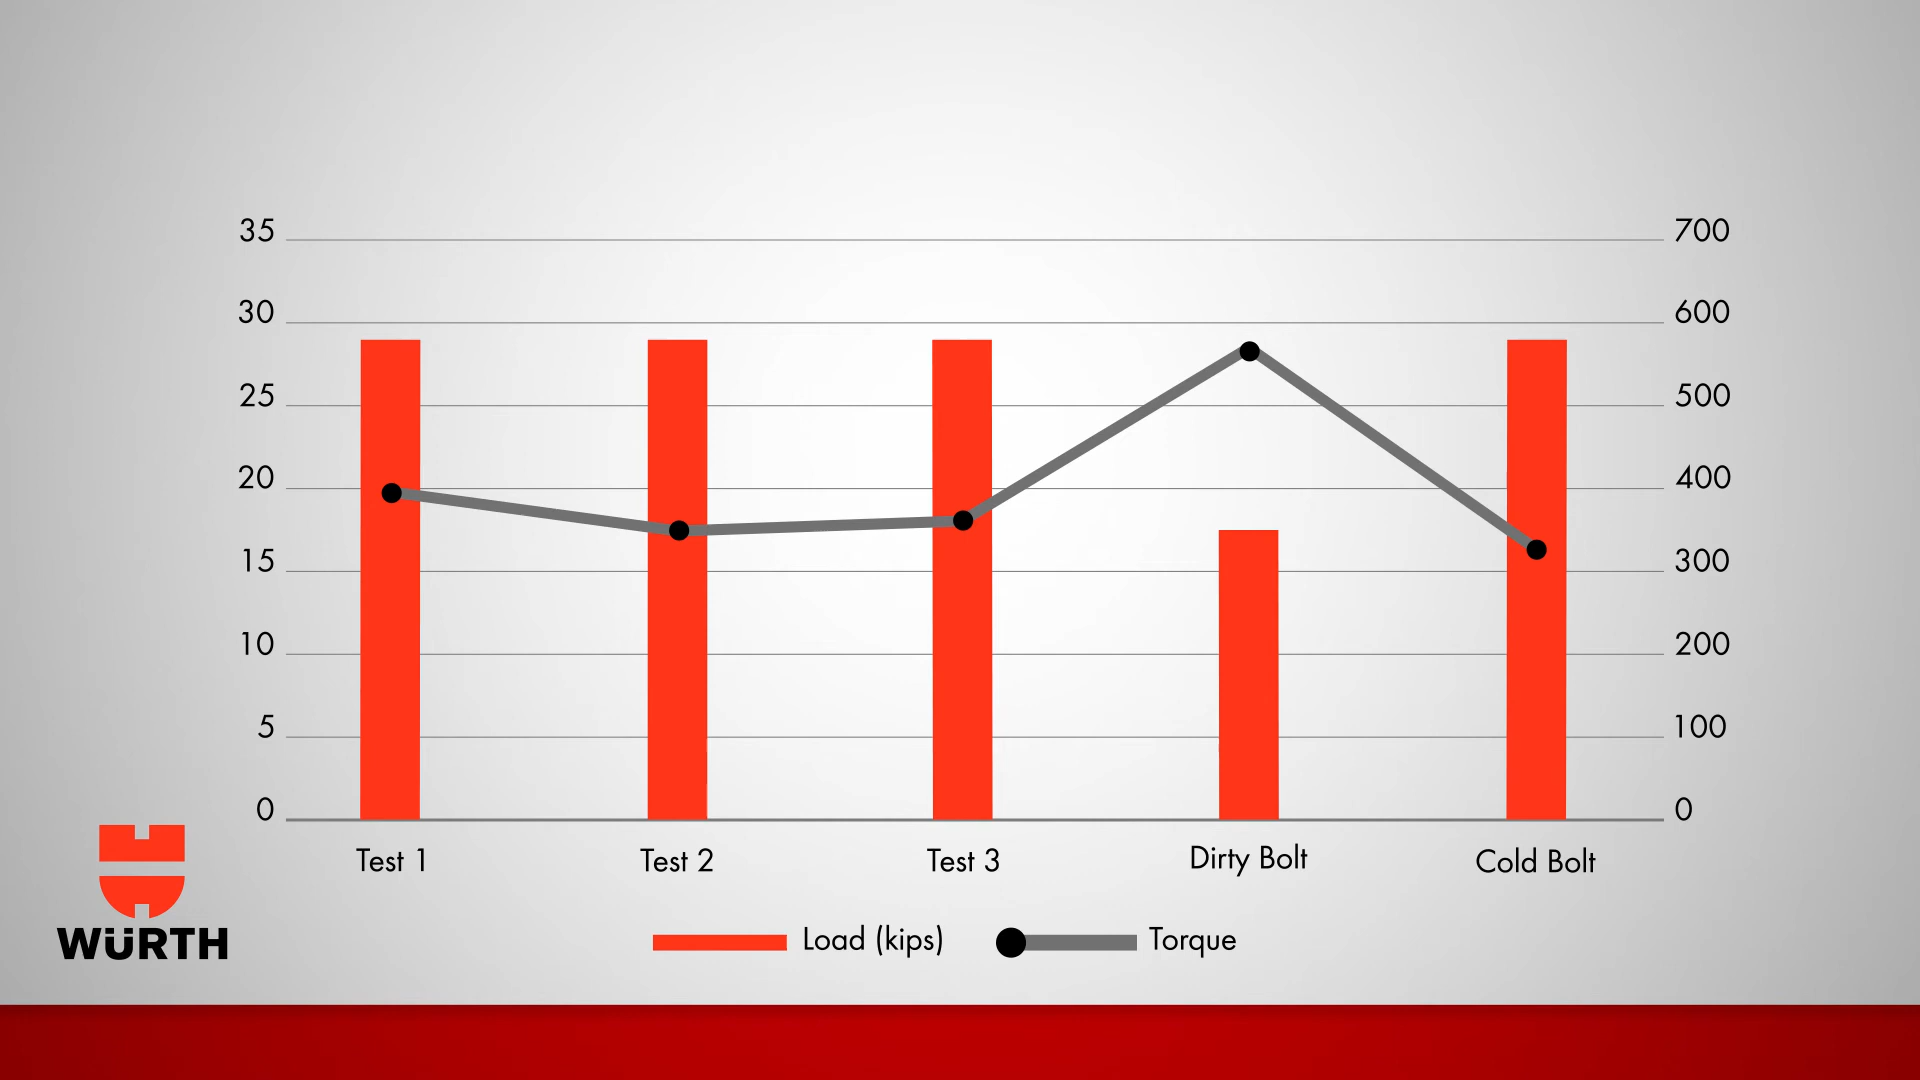 35 700
30 600
25 500
20 400
15 300
10 200
5 100
0 0
Test 1 Test 2 Test 3 Dirty Bolt Cold Bolt
Load (kips) Torque
WÜRTH